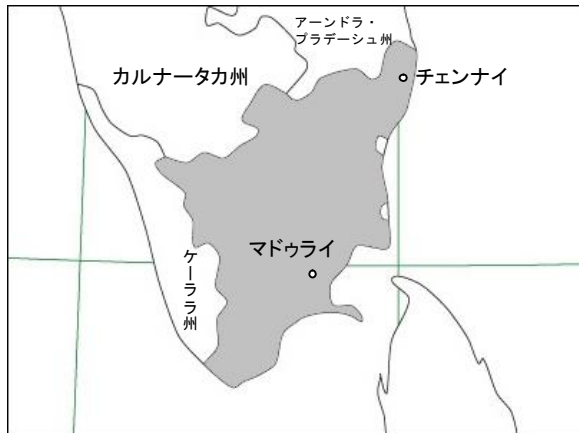 アーンドラ・
プラデーシュ州
カルナータカ州
チェンナイ
マドゥライ
ケーララ州